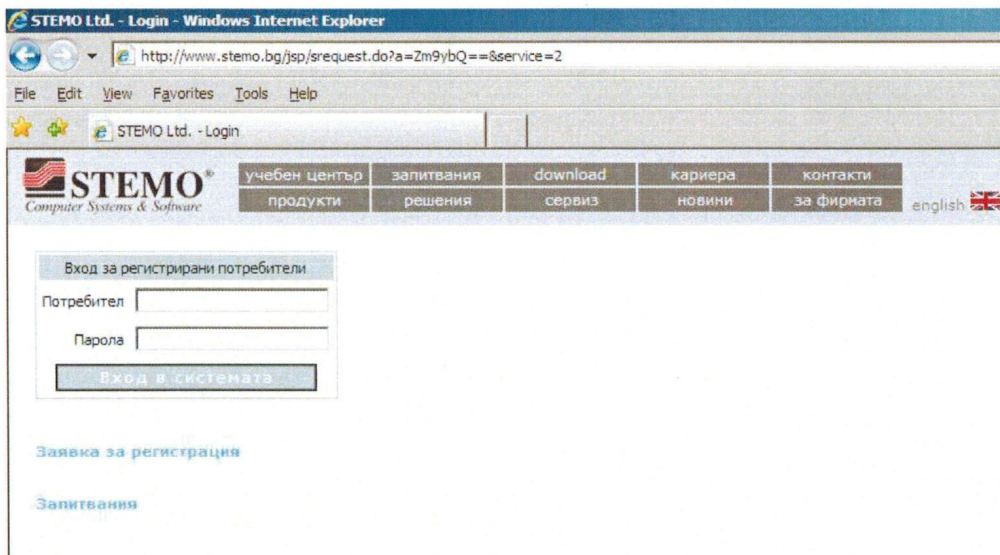 STEMO Ltd. - Login - Windows Internet Explorer
http://www.stemo.bg/jsp/srequest.do?a=Zm9ybQ==&service=2
File Edit View Favorites Tools Help
STEMO Ltd. - Login
STEMO®
Computer Systems & Software
учебен център запитвания download кариера контакти
продукти решения сервиз новини за фирмата
english
Вход за регистрирани потребители
Потребител
Парола
Вход в системата
Заявка за регистрация
Запитвания